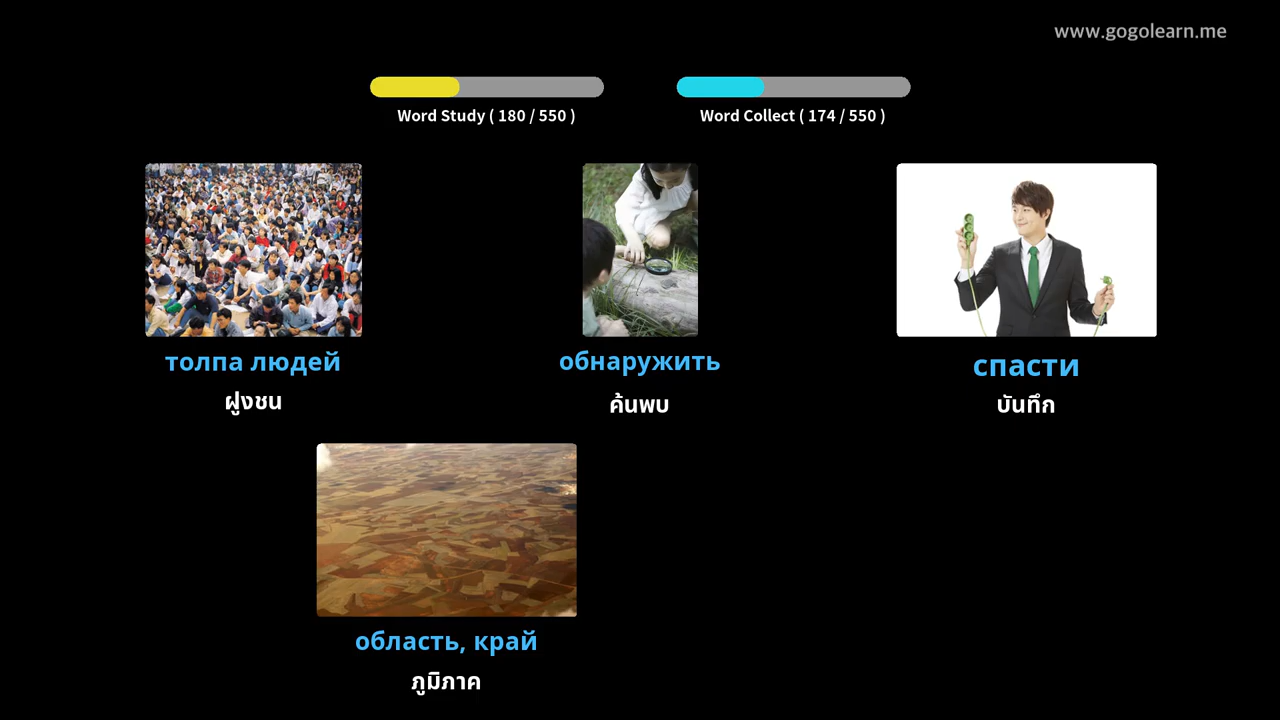 www.gogolearn.me
Word Study ( 180 / 550 )
Word Collect ( 174 / 550 )
толпа людей
ฝูงชน
обнаружить
ค้นพบ
спасти
บันทึก
область, край
ภูมิภาค